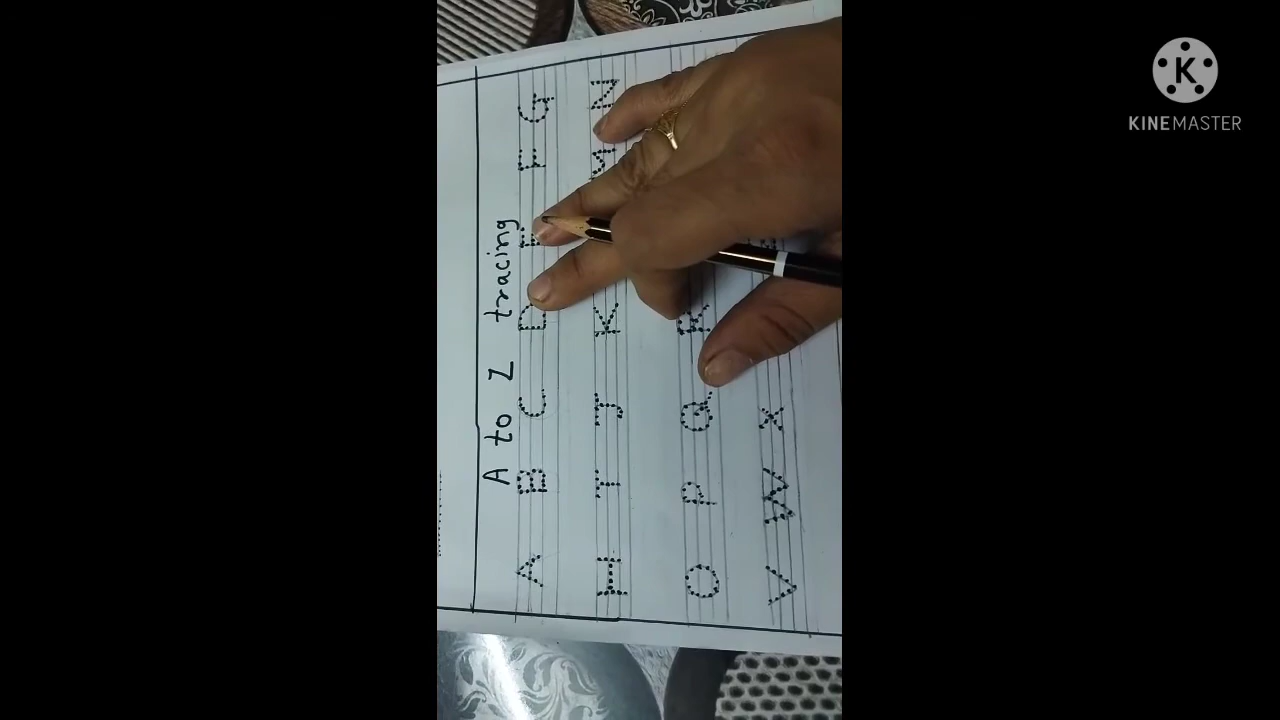 A to Z tracing
A B C D E F G
H I J K M N
O P Q R
V W X
KINEMASTER